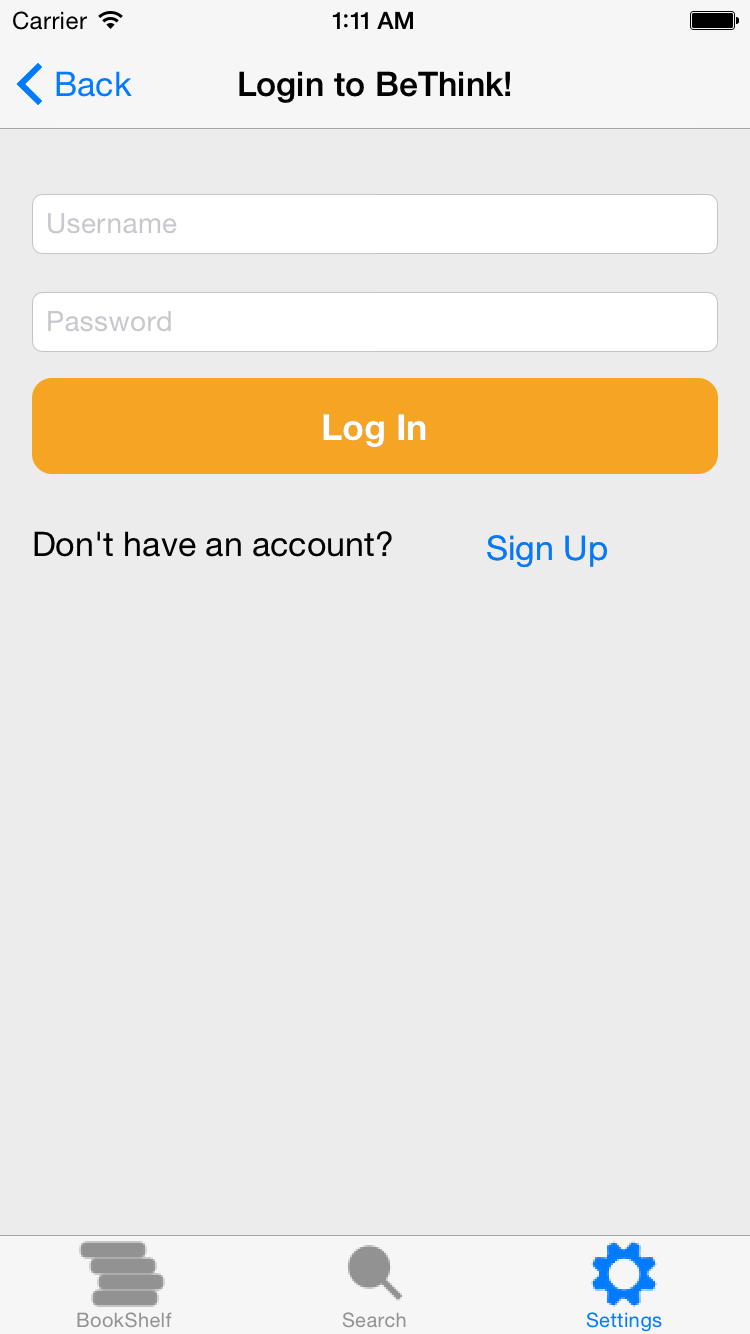 Carrier 1:11 AM
Back Login to BeThink!
Username
Password
Log In
Don't have an account? Sign Up
BookShelf Search Settings